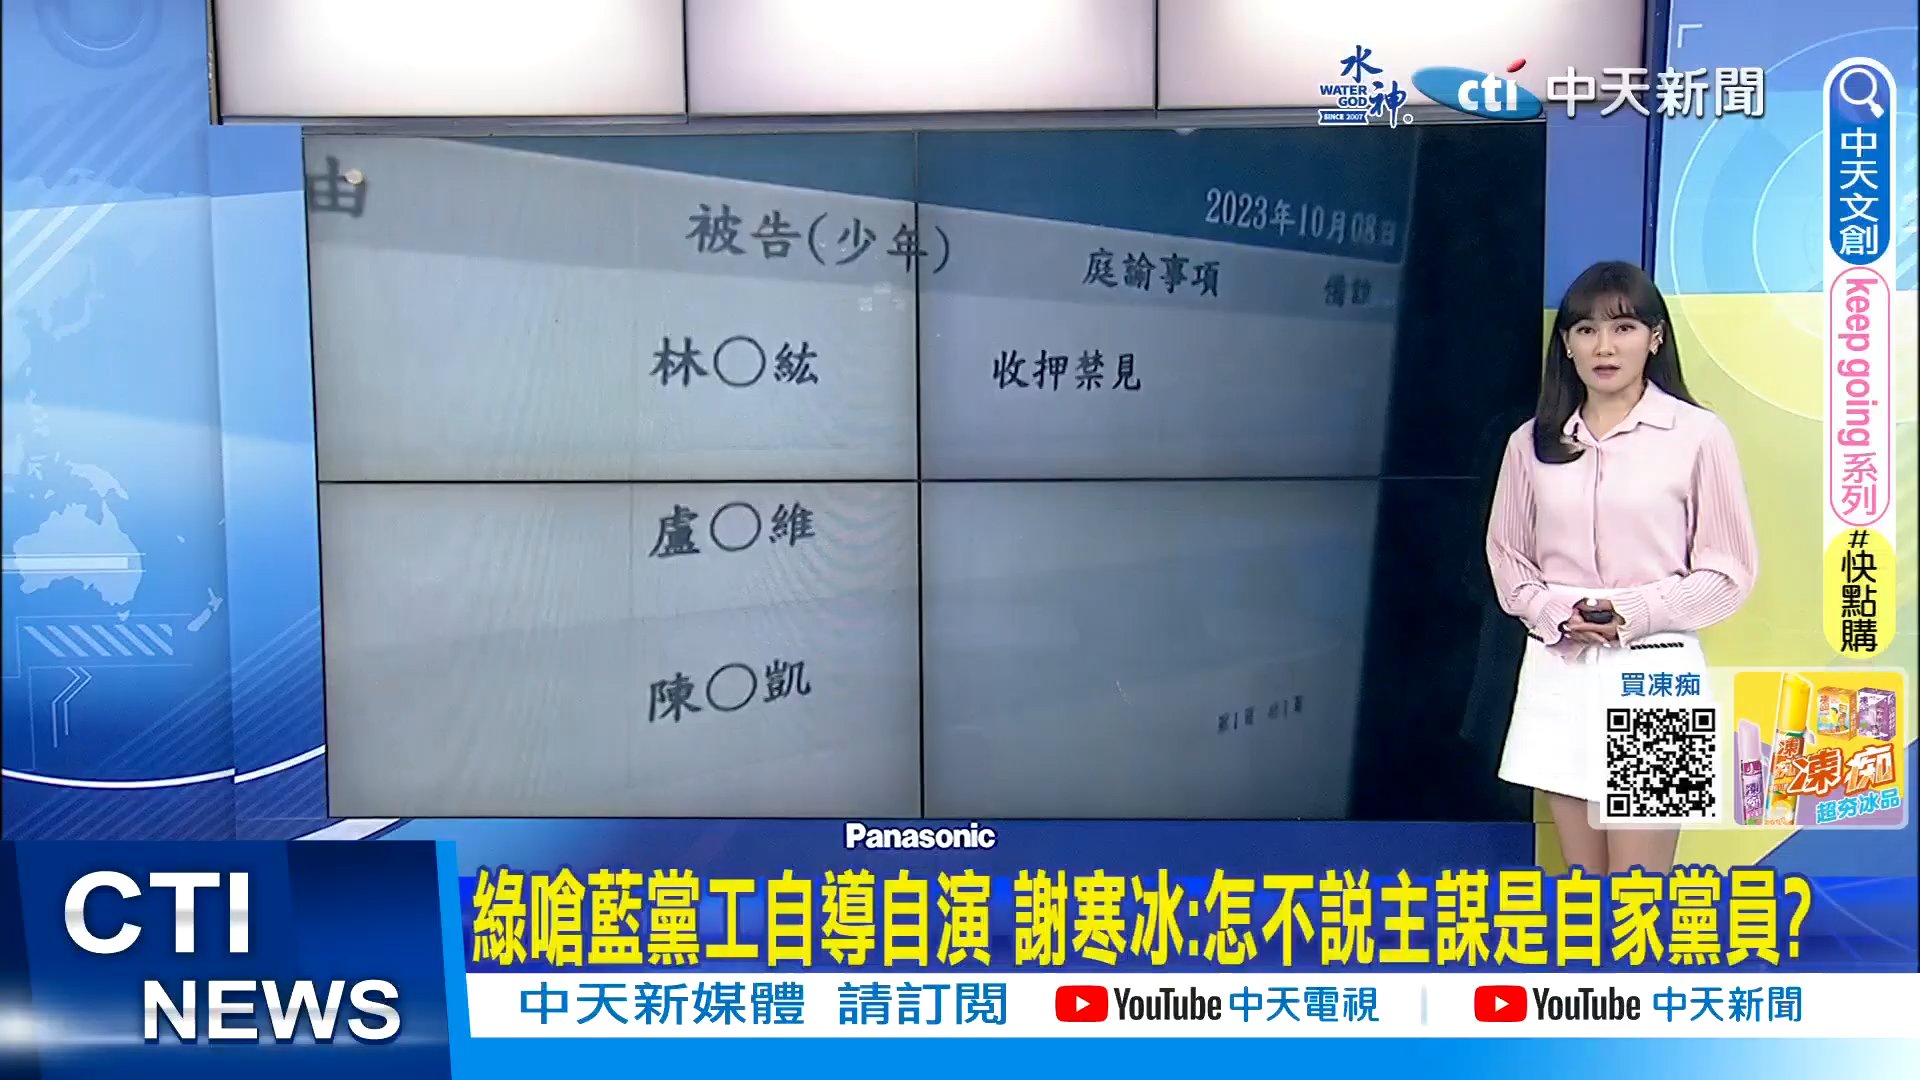 水神
WATER GOD
SINCE 2007
cti 中天新聞
中天文創
keep going系列
#快點購
由
2023年10月08日
被告(少年)
庭諭事項
備註
林○紘
收押禁見
盧○維
陳○凱
Panasonic
買凍痴
凍痴
超夯冰品
CTI NEWS
綠嗆藍黨工自導自演 謝寒冰:怎不說主謀是自家黨員?
中天新媒體 請訂閱 YouTube 中天電視 | YouTube 中天新聞